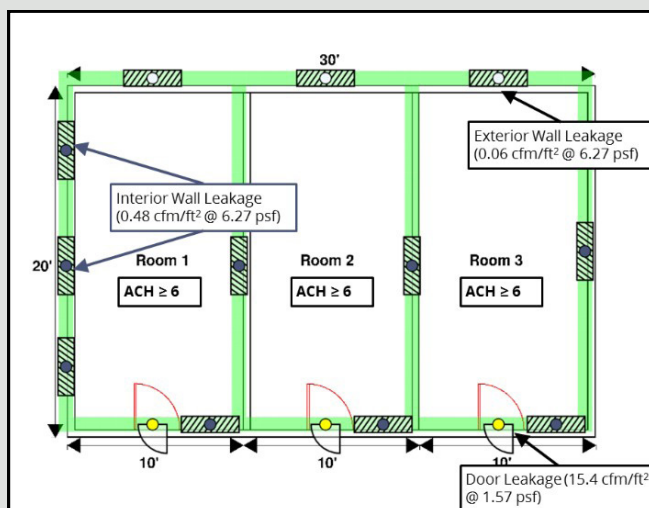 30'
Exterior Wall Leakage
(0.06 cfm/ft² @ 6.27 psf)
Interior Wall Leakage
(0.48 cfm/ft² @ 6.27 psf)
20'
Room 1
Room 2
Room 3
ACH ≥ 6
ACH ≥ 6
ACH ≥ 6
10'
10'
10'
Door Leakage (15.4 cfm/ft²
@ 1.57 psf)